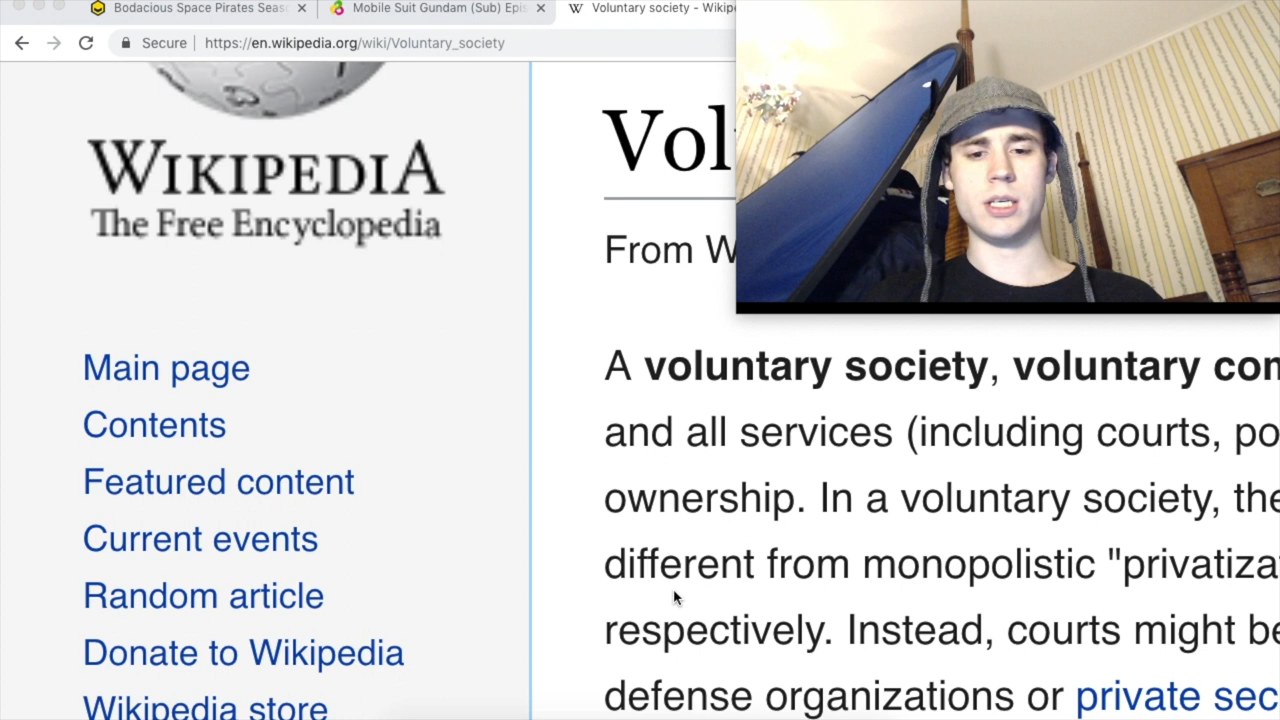 Bodacious Space Pirates Seas
Mobile Suit Gundam (Sub) Epis
Voluntary society - Wikipe
Secure
https://en.wikipedia.org/wiki/Voluntary_society
WIKIPEDIA
The Free Encyclopedia
Main page
Contents
Featured content
Current events
Random article
Donate to Wikipedia
Wikipedia store
Vol
From W
A voluntary society, voluntary com
and all services (including courts, po
ownership. In a voluntary society, the
different from monopolistic "privatiza
respectively. Instead, courts might be
defense organizations or private sec